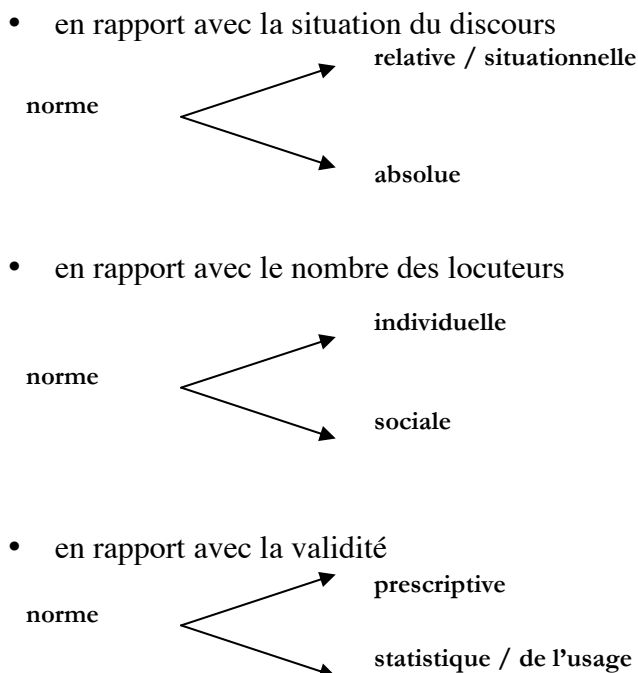 • en rapport avec la situation du discours
relative / situationnelle
norme
absolue
• en rapport avec le nombre des locuteurs
individuelle
norme
sociale
• en rapport avec la validité
prescriptive
norme
statistique / de l’usage